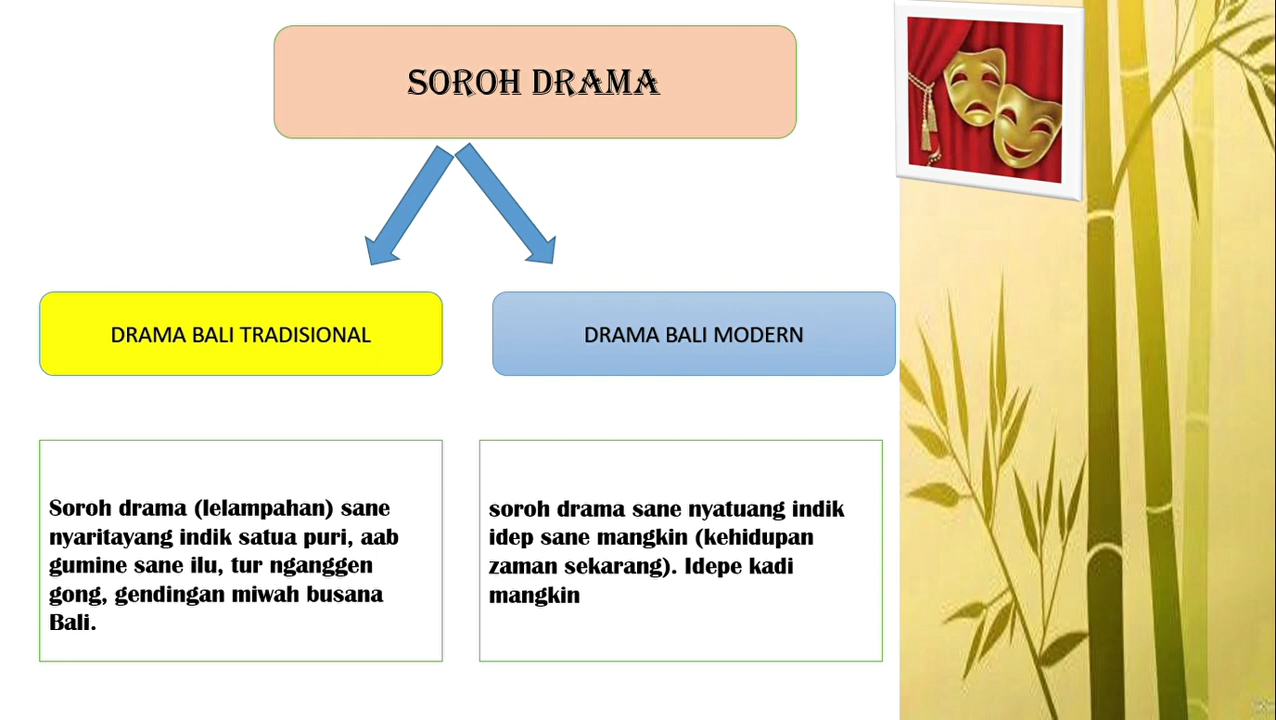 SOROH DRAMA
DRAMA BALI TRADISIONAL
DRAMA BALI MODERN
Soroh drama (lelampahan) sane
nyaritayang indik satua puri, aab
gumine sane ilu, tur nganggen
gong, gendingan miwah busana
Bali.
soroh drama sane nyatuang indik
idep sane mangkin (kehidupan
zaman sekarang). Idepe kadi
mangkin